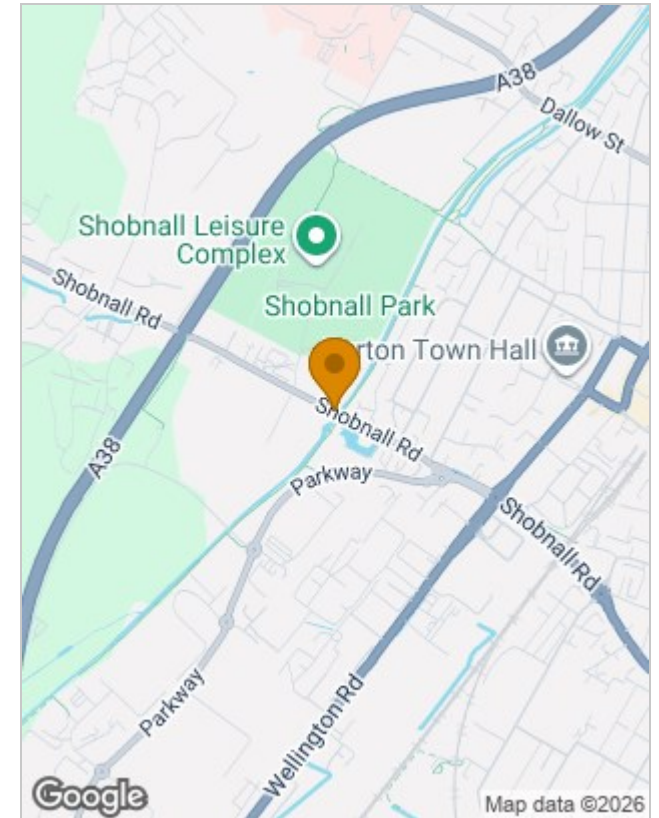 A38
Dallow St
Shobnall Leisure
Complex
Shobnall Rd
Shobnall Park
rton Town Hall
Shobnall Rd
A38
Parkway
Shobnall Rd
Parkway
Wellington Rd
Google
Map data ©2026